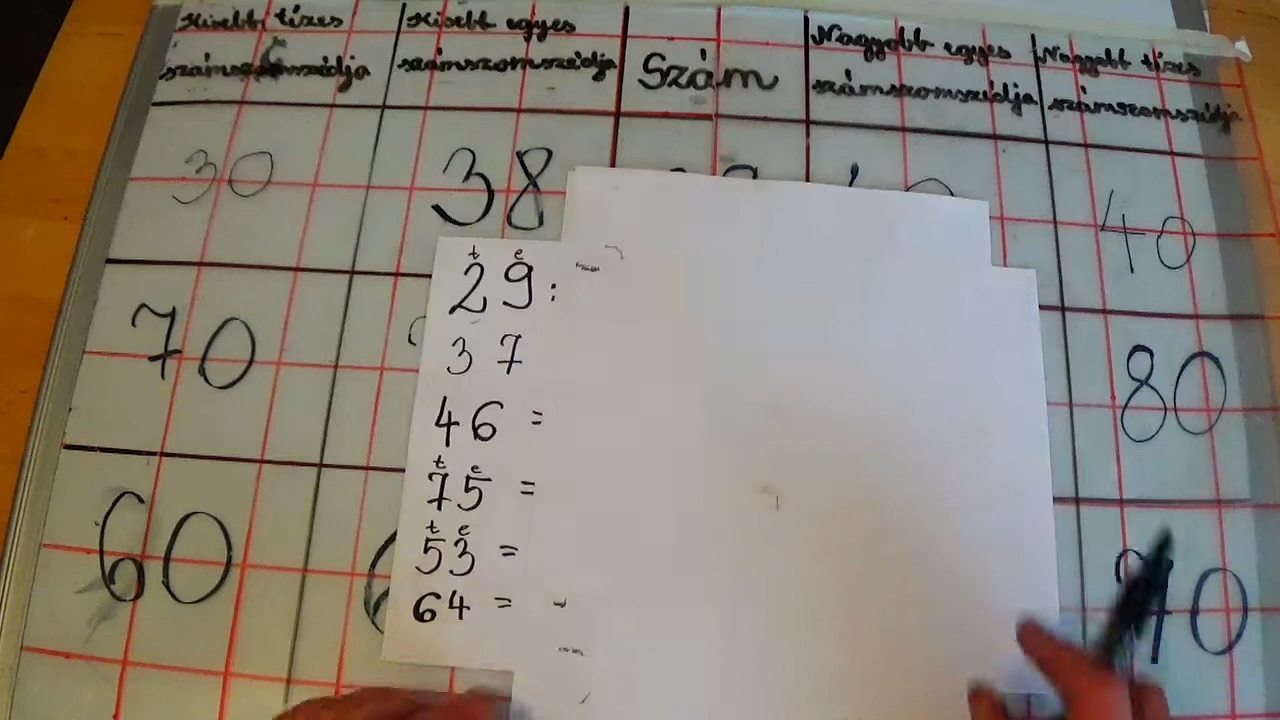 Kisebb tízes számszomszédja
Kisebb egyes számszomszédja
Szám
Nagyobb egyes számszomszédja
Nagyobb tízes számszomszédja
30
38
40
70
80
60
70
t e
29:
37
46 =
t e
75 =
t e
53 =
64 =